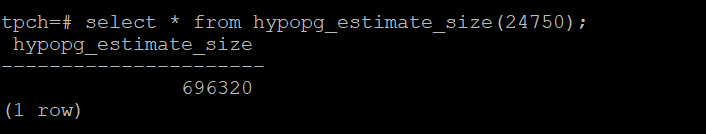 tpch=# select * from hypopg_estimate_size(24750);
 hypopg_estimate_size
----------------------
               696320
(1 row)